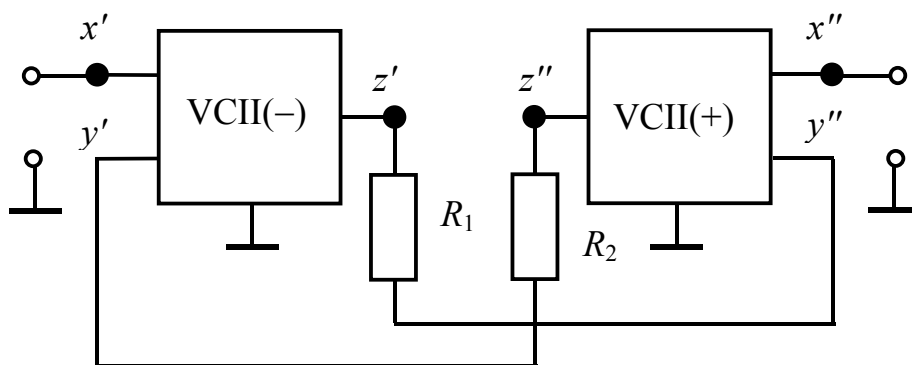 x′
x″
z′
z″
VCII(−)
VCII(+)
y′
y″
R₁
R₂